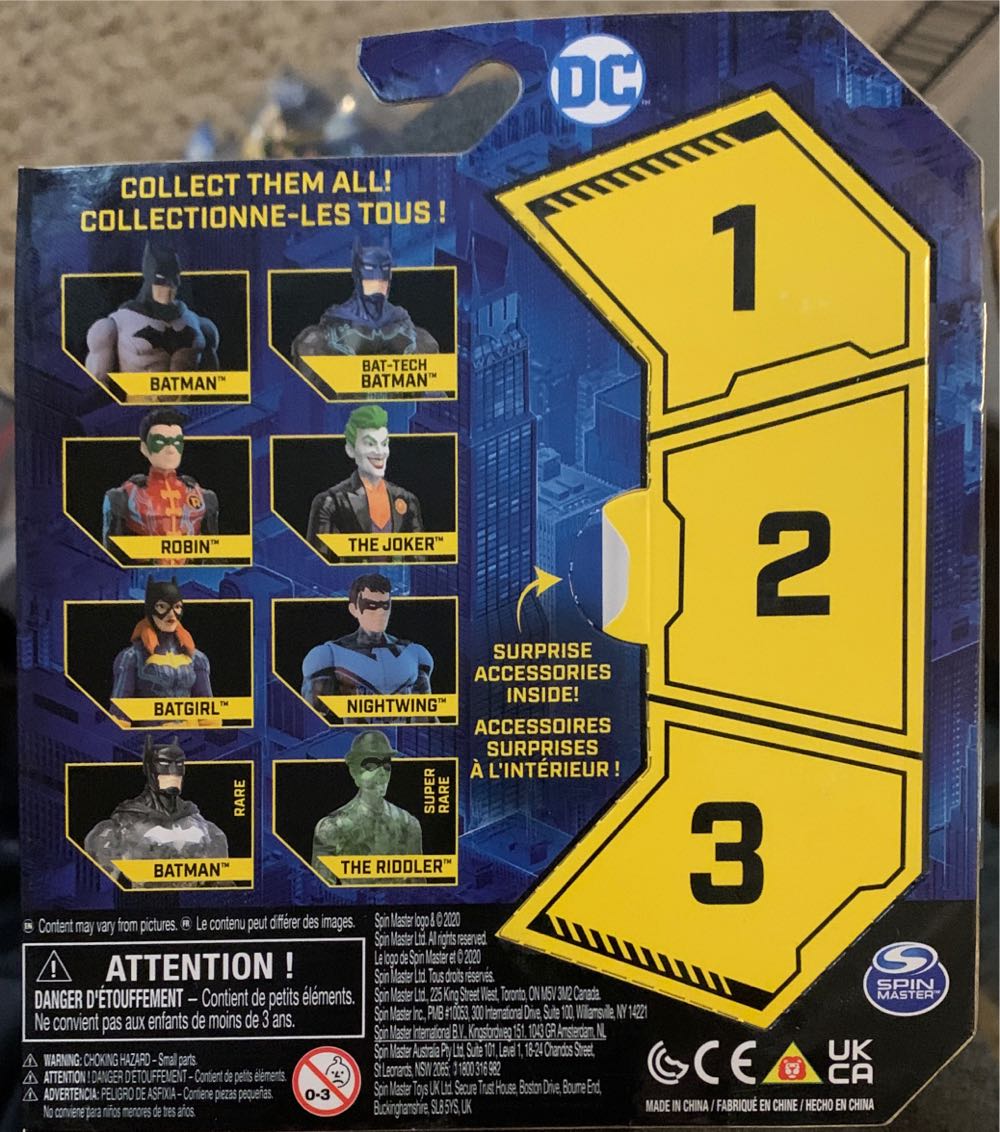 DC
COLLECT THEM ALL!
COLLECTIONNE-LES TOUS !
BATMAN™
BAT-TECH
BATMAN™
ROBIN™
THE JOKER™
BATGIRL™
NIGHTWING™
BATMAN™
RARE
THE RIDDLER™
SUPER
RARE
1
2
3
SURPRISE
ACCESSORIES
INSIDE!
ACCESSOIRES
SURPRISES
À L'INTÉRIEUR !
EN Content may vary from pictures. FR Le contenu peut différer des images.
ATTENTION !
DANGER D'ÉTOUFFEMENT – Contient de petits éléments.
Ne convient pas aux enfants de moins de 3 ans.
WARNING: CHOKING HAZARD – Small parts.
ATTENTION ! DANGER D'ÉTOUFFEMENT – Contient de petits éléments.
ADVERTENCIA: PELIGRO DE ASFIXIA – Contiene piezas pequeñas.
No conviene para niños menores de tres años.
0-3
Spin Master logo & © 2020
Spin Master Ltd. All rights reserved.
Le logo de Spin Master et © 2020
Spin Master Ltd. Tous droits réservés.
Spin Master Ltd., 225 King Street West, Toronto, ON M5V 3M2 Canada.
Spin Master Inc., PMB #10053, 300 International Drive, Suite 100, Williamsville, NY 14221
Spin Master International B.V., Kingsfordweg 151, 1043 GR Amsterdam, NL
Spin Master Australia Pty Ltd, Suite 101, Level 1, 18-24 Chandos Street,
St Leonards, NSW 2065; 1800 316 982
Spin Master Toys UK Ltd, Secure Trust House, Boston Drive, Bourne End,
Buckinghamshire, SL8 5YS, UK
SPIN
MASTER™
CE
UK
CA
MADE IN CHINA / FABRIQUÉ EN CHINE / HECHO EN CHINA